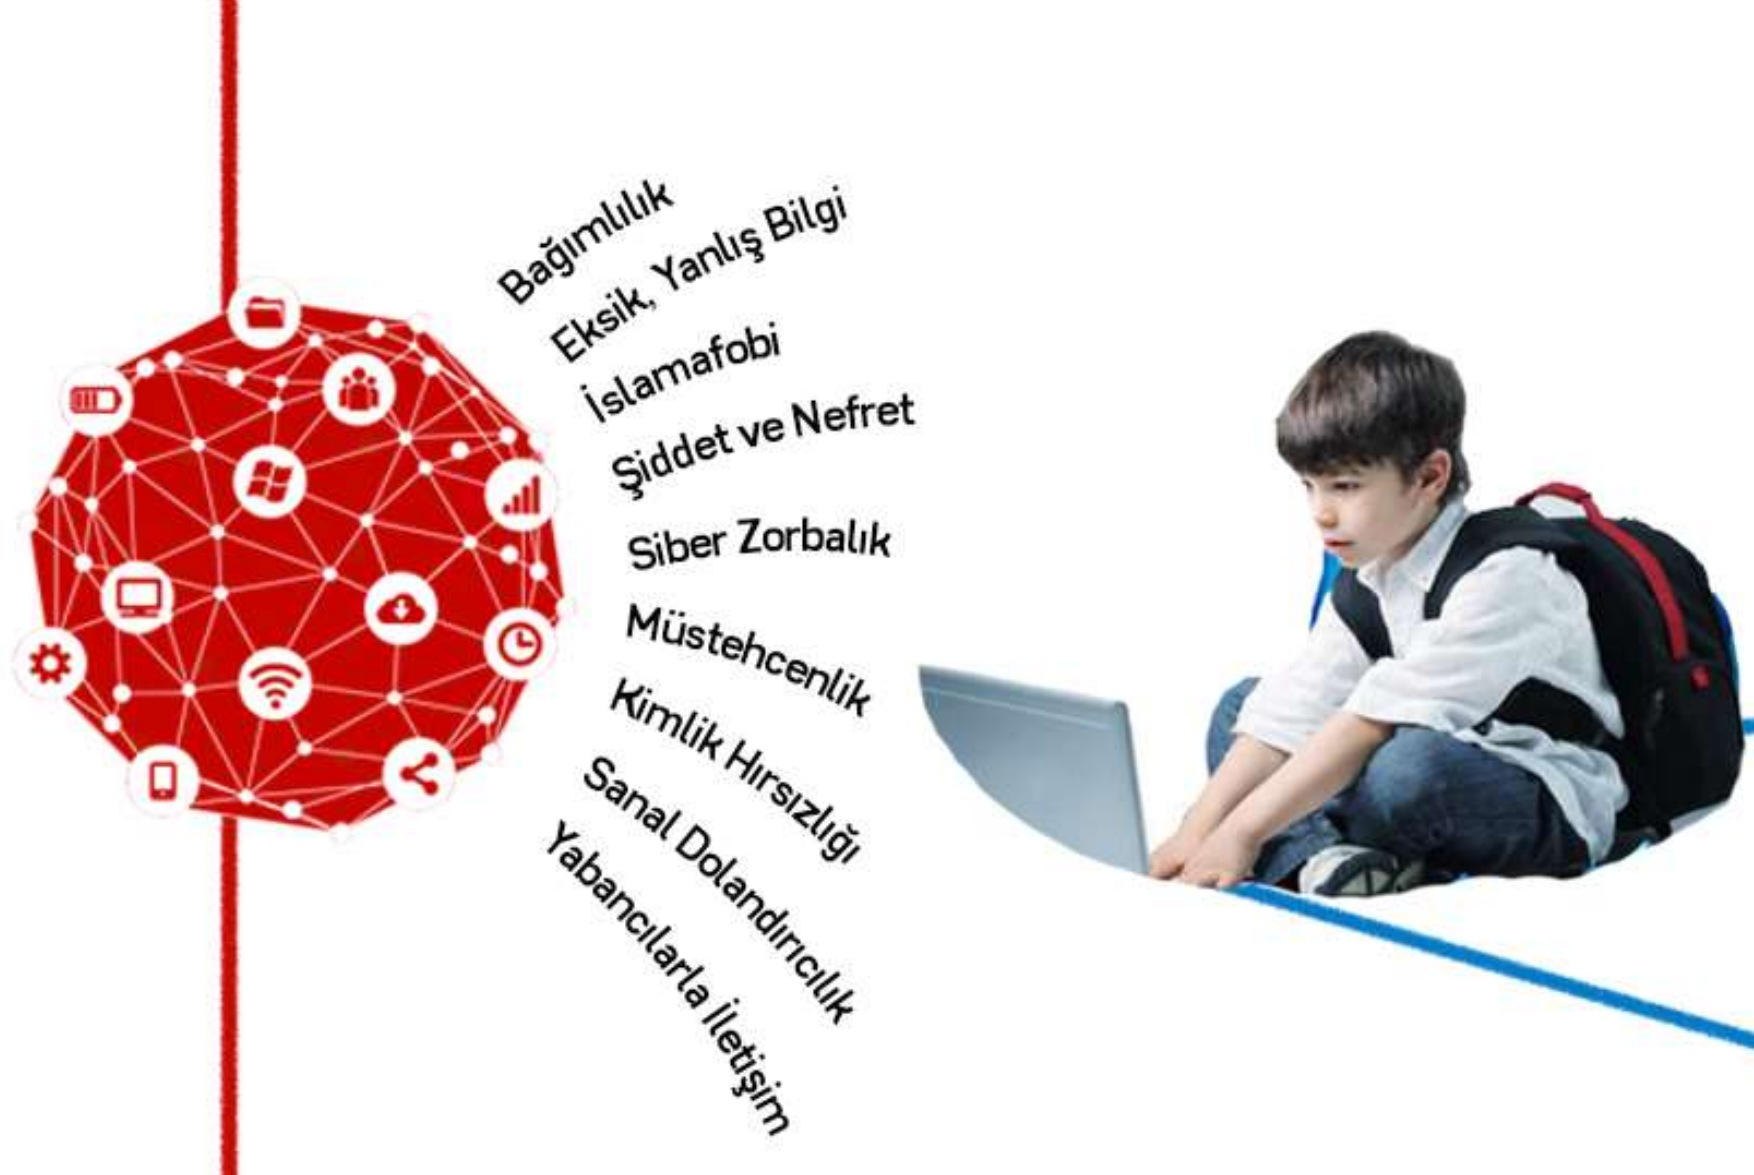 Bağımlılık
Eksik, Yanlış Bilgi
İslamafobi
Şiddet ve Nefret
Siber Zorbalık
Müstehcenlik
Kimlik Hırsızlığı
Sanal Dolandırıcılık
Yabancılarla İletişim